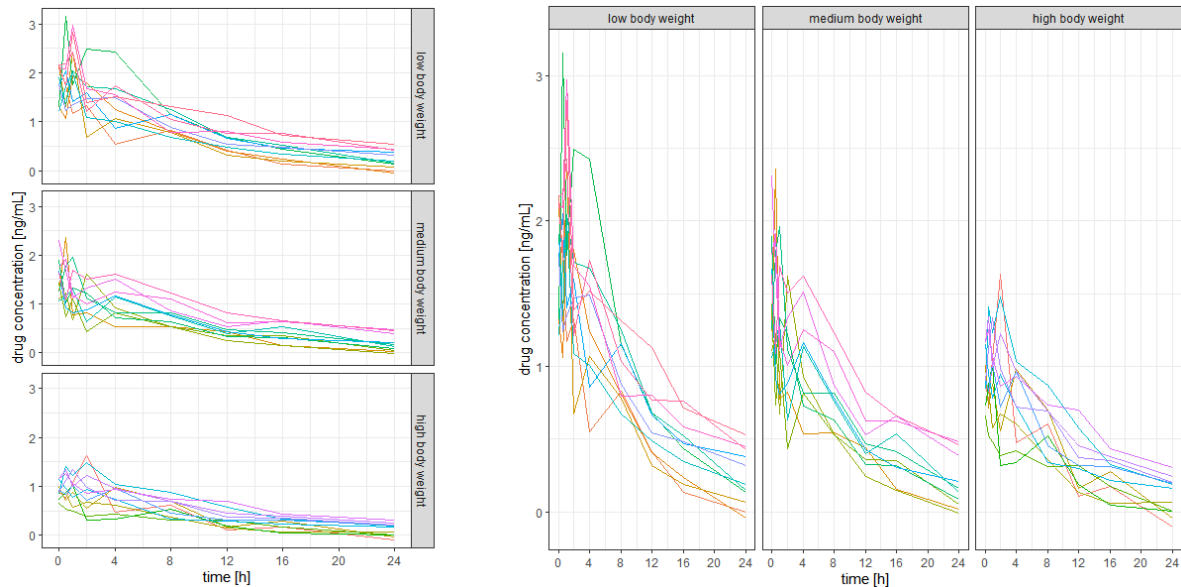 drug concentration [ng/mL]
3
2
1
0
low body weight
3
2
1
0
medium body weight
3
2
1
0
high body weight
0 4 8 12 16 20 24
time [h]
low body weight medium body weight high body weight
drug concentration [ng/mL]
3
2
1
0
0 4 8 12 16 20 24 0 4 8 12 16 20 24 0 4 8 12 16 20 24
time [h]